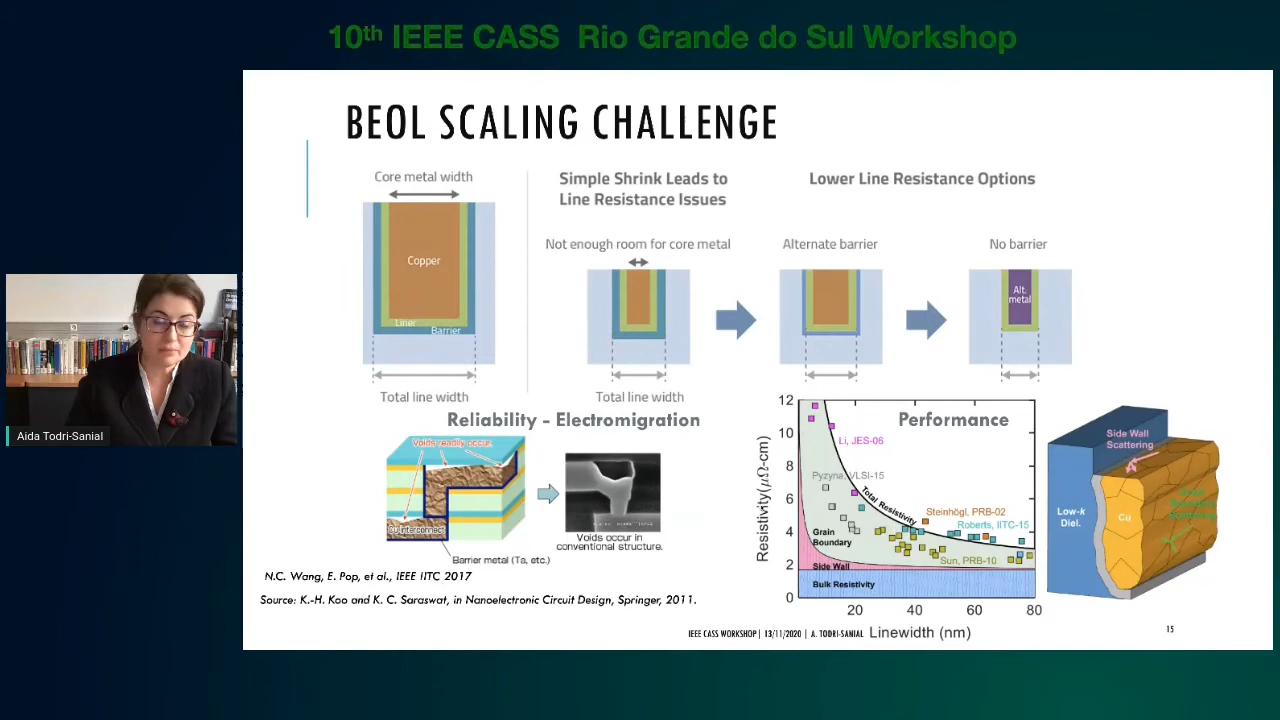 10th IEEE CASS Rio Grande do Sul Workshop
BEOL SCALING CHALLENGE
Core metal width
Copper
Liner
Barrier
Total line width
Simple Shrink Leads to
Line Resistance Issues
Not enough room for core metal
Total line width
Lower Line Resistance Options
Alternate barrier
No barrier
Alt.
metal
Reliability - Electromigration
Voids readily occur.
Cu interconnect
Barrier metal (Ta, etc.)
Voids occur in
conventional structure.
N.C. Wang, E. Pop, et al., IEEE IITC 2017
Source: K.-H. Koo and K. C. Saraswat, in Nanoelectronic Circuit Design, Springer, 2011.
Performance
Resistivity(μΩ-cm)
12
10
8
6
4
2
0
Li, JES-06
Pyzyna, VLSI-15
Total Resistivity
Steinhögl, PRB-02
Roberts, IITC-15
Grain
Boundary
Sun, PRB-10
Side Wall
Bulk Resistivity
20 40 60 80
Linewidth (nm)
Side Wall
Scattering
Low-k
Diel.
Cu
Grain
Boundary
Scattering
IEEE CASS WORKSHOP | 13/11/2020 | A. TODRI-SANIAL
15
Aida Todri-Sanial